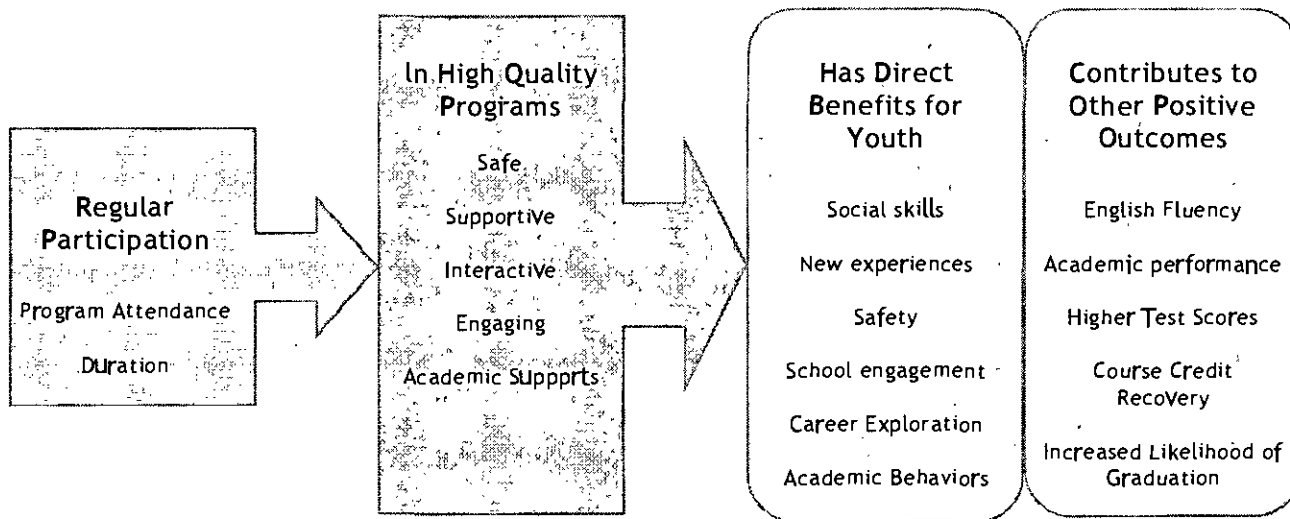 Regular
Participation
Program Attendance
Duration
In High Quality
Programs
Safe
Supportive
Interactive
Engaging
Academic Suppprts
Has Direct
Benefits for
Youth
Social skills
New experiences
Safety
School engagement
Career Exploration
Academic Behaviors
Contributes to
Other Positive
Outcomes
English Fluency
Academic performance
Higher Test Scores
Course Credit
RecoVery
Increased Likelihood of
Graduation